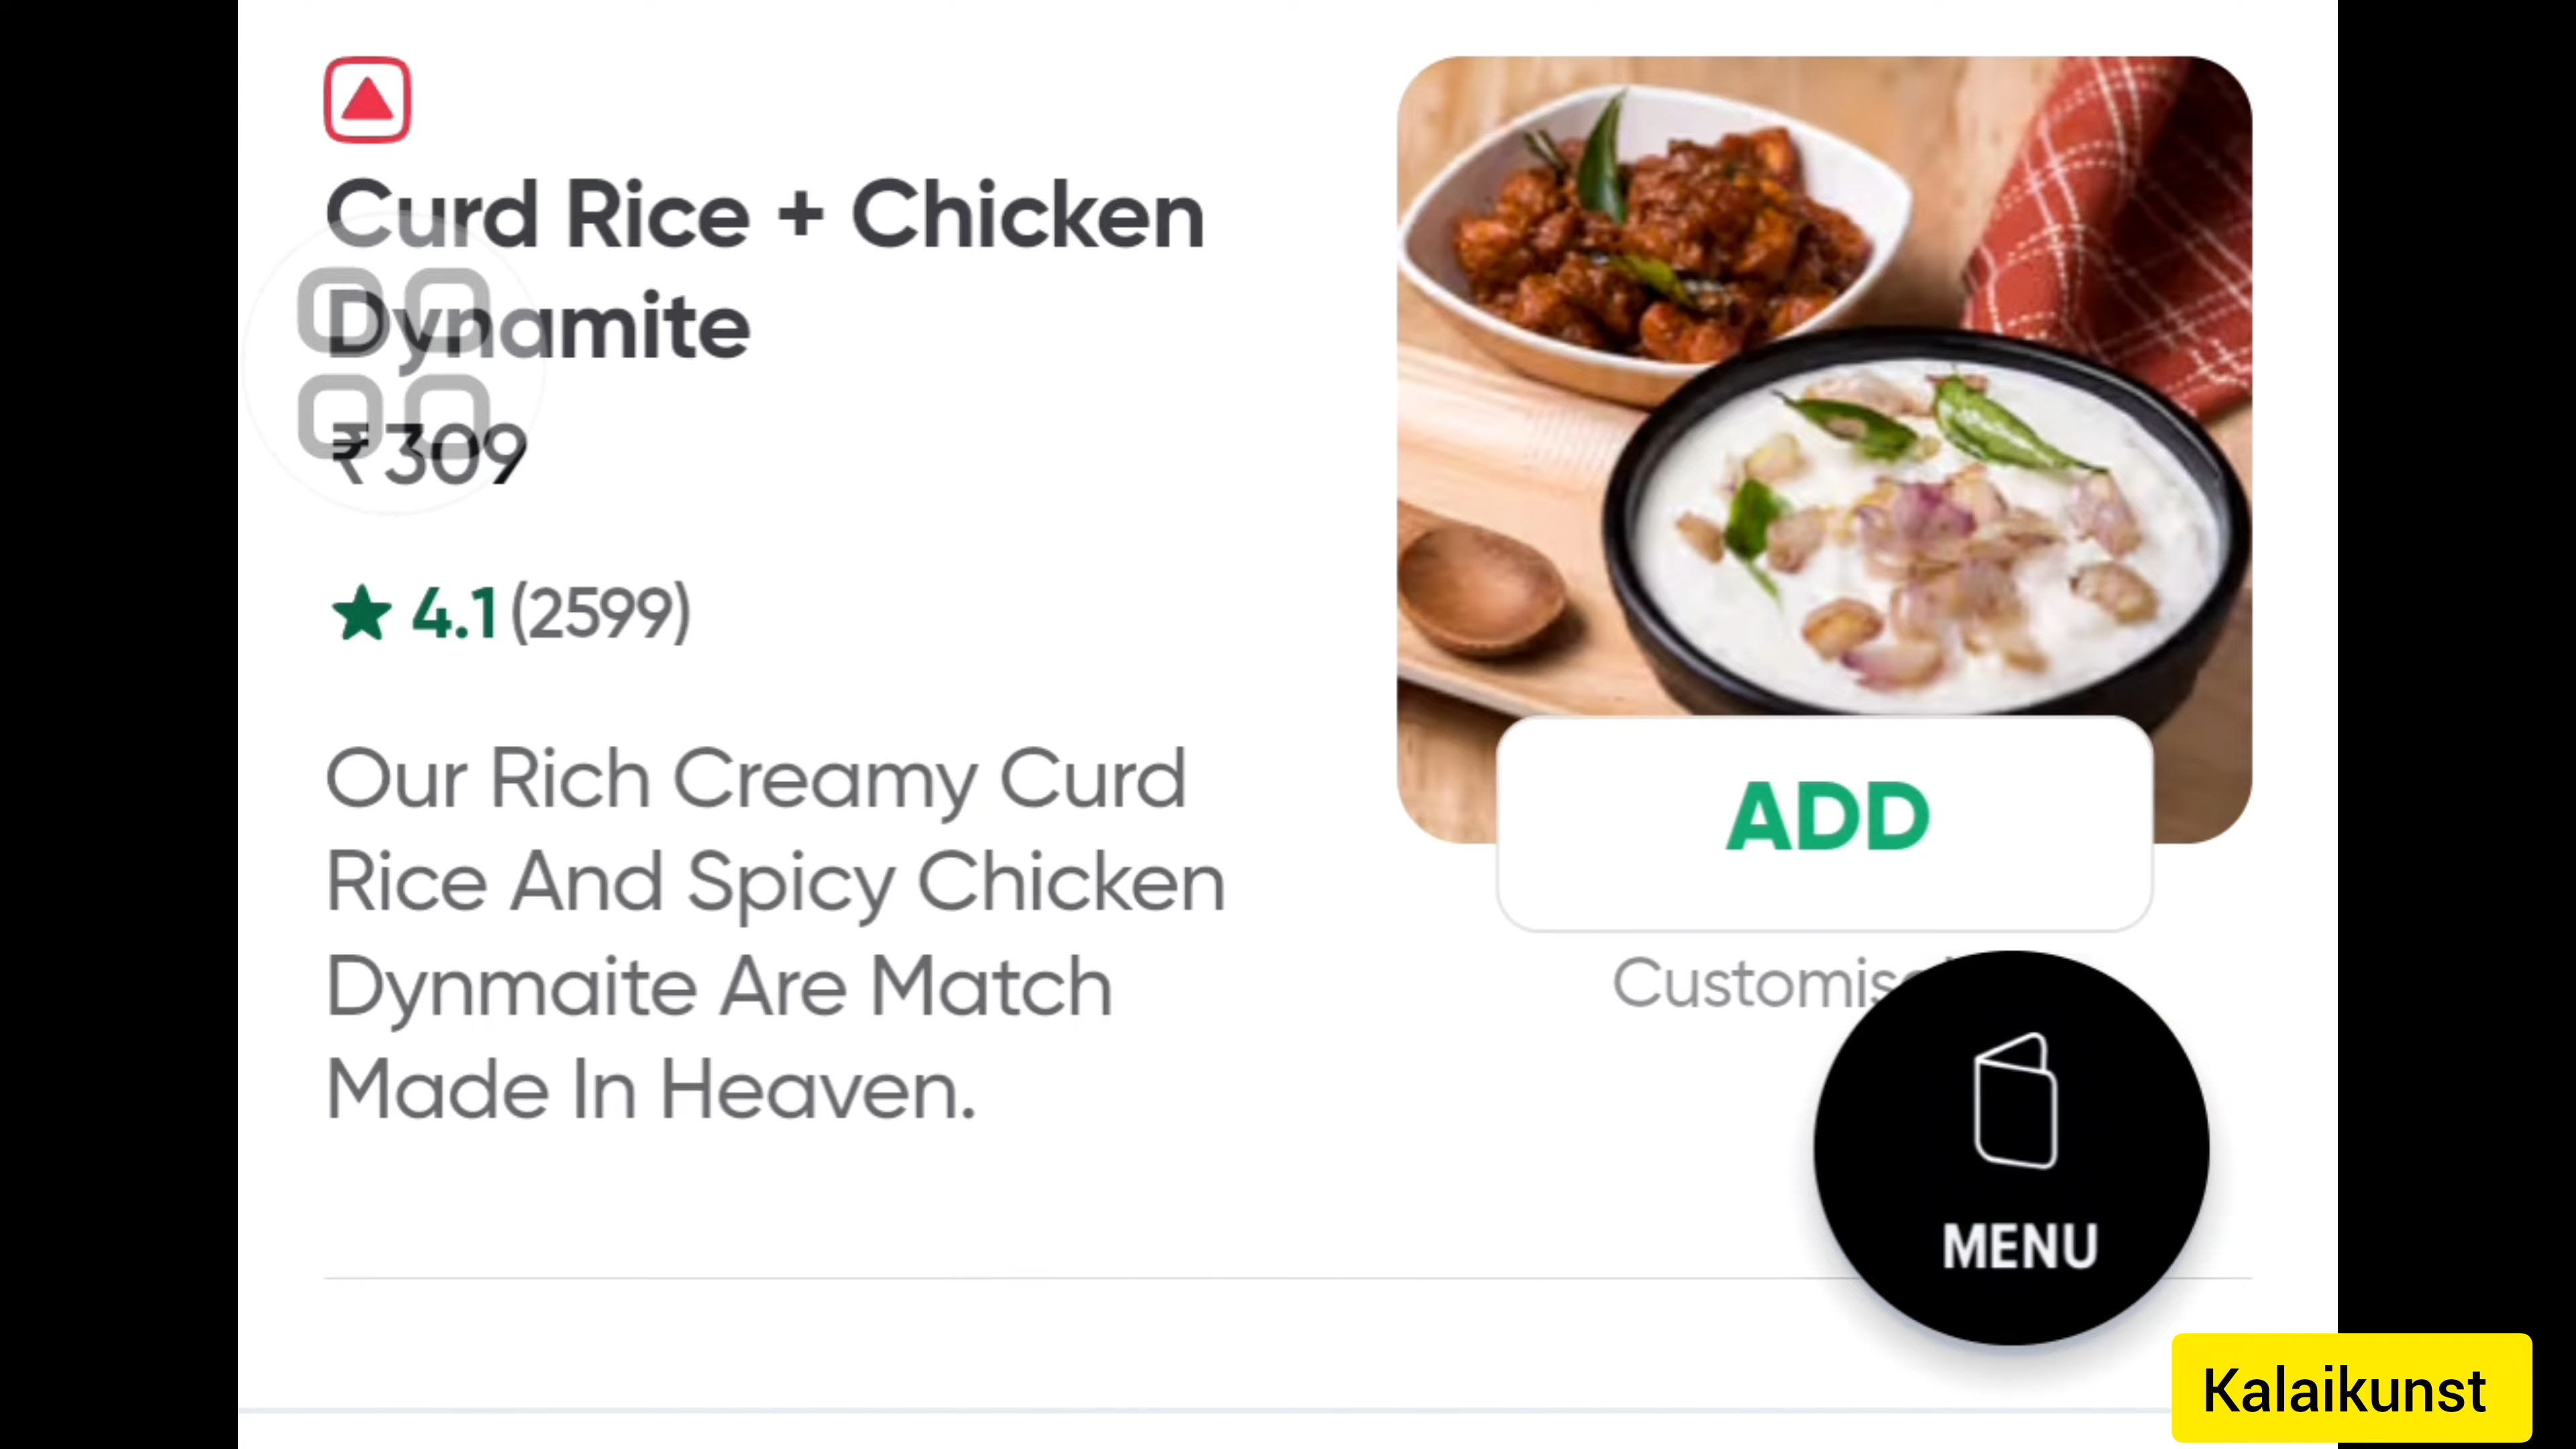 Curd Rice + Chicken
Dynamite
₹309
★ 4.1 (2599)
Our Rich Creamy Curd
Rice And Spicy Chicken
Dynmaite Are Match
Made In Heaven.
ADD
MENU
Kalaikunst